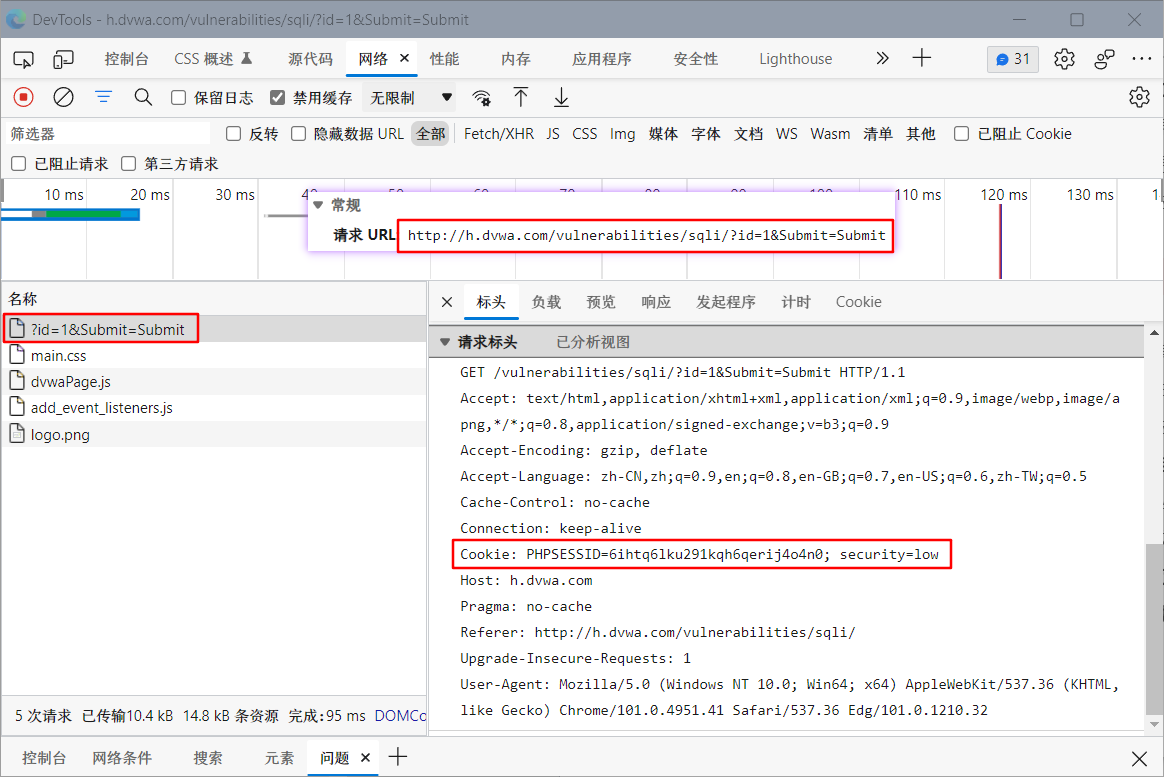 DevTools - h.dvwa.com/vulnerabilities/sqli/?id=1&Submit=Submit
控制台 CSS 概述 源代码 网络 性能 内存 应用程序 安全性 Lighthouse 31
保留日志 禁用缓存 无限制
筛选器 反转 隐藏数据 URL 全部 Fetch/XHR JS CSS Img 媒体 字体 文档 WS Wasm 清单 其他 已阻止 Cookie
已阻止请求 第三方请求
10 ms 20 ms 30 ms 110 ms 120 ms 130 ms
常规
请求 URL http://h.dvwa.com/vulnerabilities/sqli/?id=1&Submit=Submit
名称
?id=1&Submit=Submit
main.css
dvwaPage.js
add_event_listeners.js
logo.png
标头 负载 预览 响应 发起程序 计时 Cookie
请求标头 已分析视图
GET /vulnerabilities/sqli/?id=1&Submit=Submit HTTP/1.1
Accept: text/html,application/xhtml+xml,application/xml;q=0.9,image/webp,image/a
png,*/*;q=0.8,application/signed-exchange;v=b3;q=0.9
Accept-Encoding: gzip, deflate
Accept-Language: zh-CN,zh;q=0.9,en;q=0.8,en-GB;q=0.7,en-US;q=0.6,zh-TW;q=0.5
Cache-Control: no-cache
Connection: keep-alive
Cookie: PHPSESSID=6ihtq6lku291kqh6qerij4o4n0; security=low
Host: h.dvwa.com
Pragma: no-cache
Referer: http://h.dvwa.com/vulnerabilities/sqli/
Upgrade-Insecure-Requests: 1
User-Agent: Mozilla/5.0 (Windows NT 10.0; Win64; x64) AppleWebKit/537.36 (KHTML,
like Gecko) Chrome/101.0.4951.41 Safari/537.36 Edg/101.0.1210.32
5 次请求 已传输10.4 kB 14.8 kB 条资源 完成:95 ms DOMCo
控制台 网络条件 搜索 元素 问题